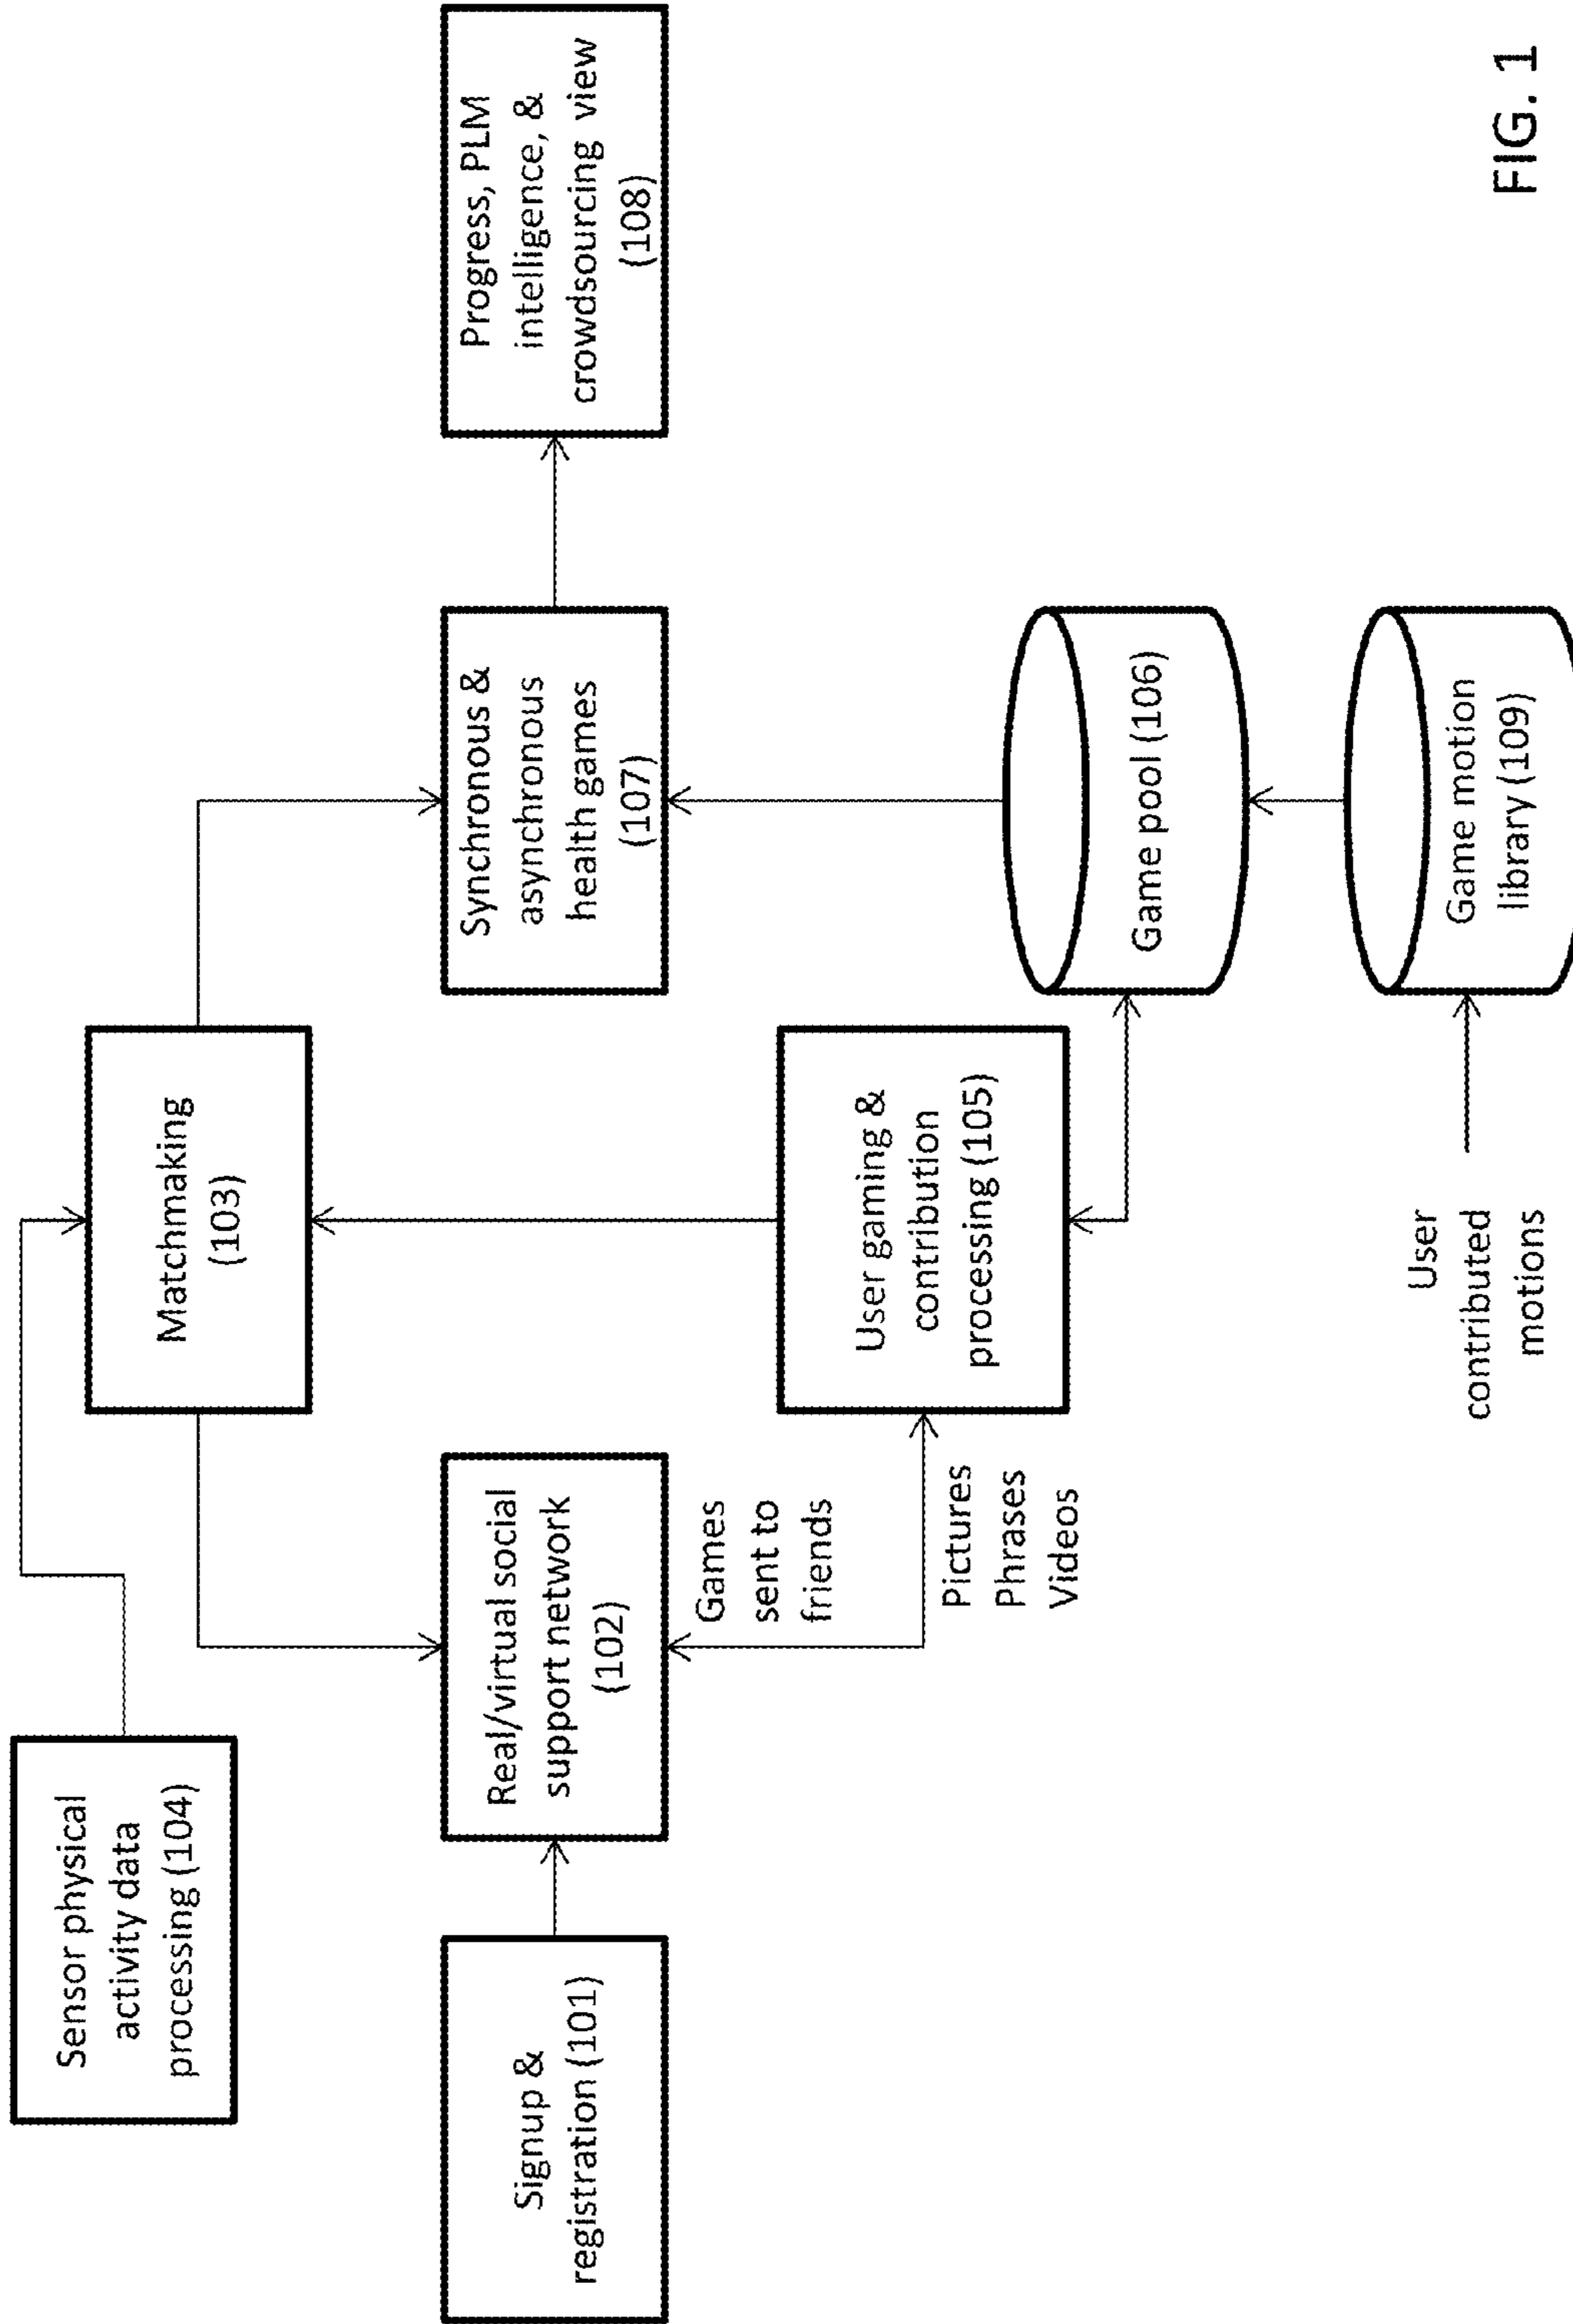 Sensor physical
activity data
processing (104)
Matchmaking
(103)
Signup &
registration (101)
Real/virtual social
support network
(102)
Synchronous &
asynchronous
health games
(107)
Progress, PLM
intelligence, &
crowdsourcing view
(108)
Games
sent to
friends
Pictures
Phrases
Videos
User gaming &
contribution
processing (105)
Game pool (106)
User
contributed
motions
Game motion
library (109)
FIG. 1